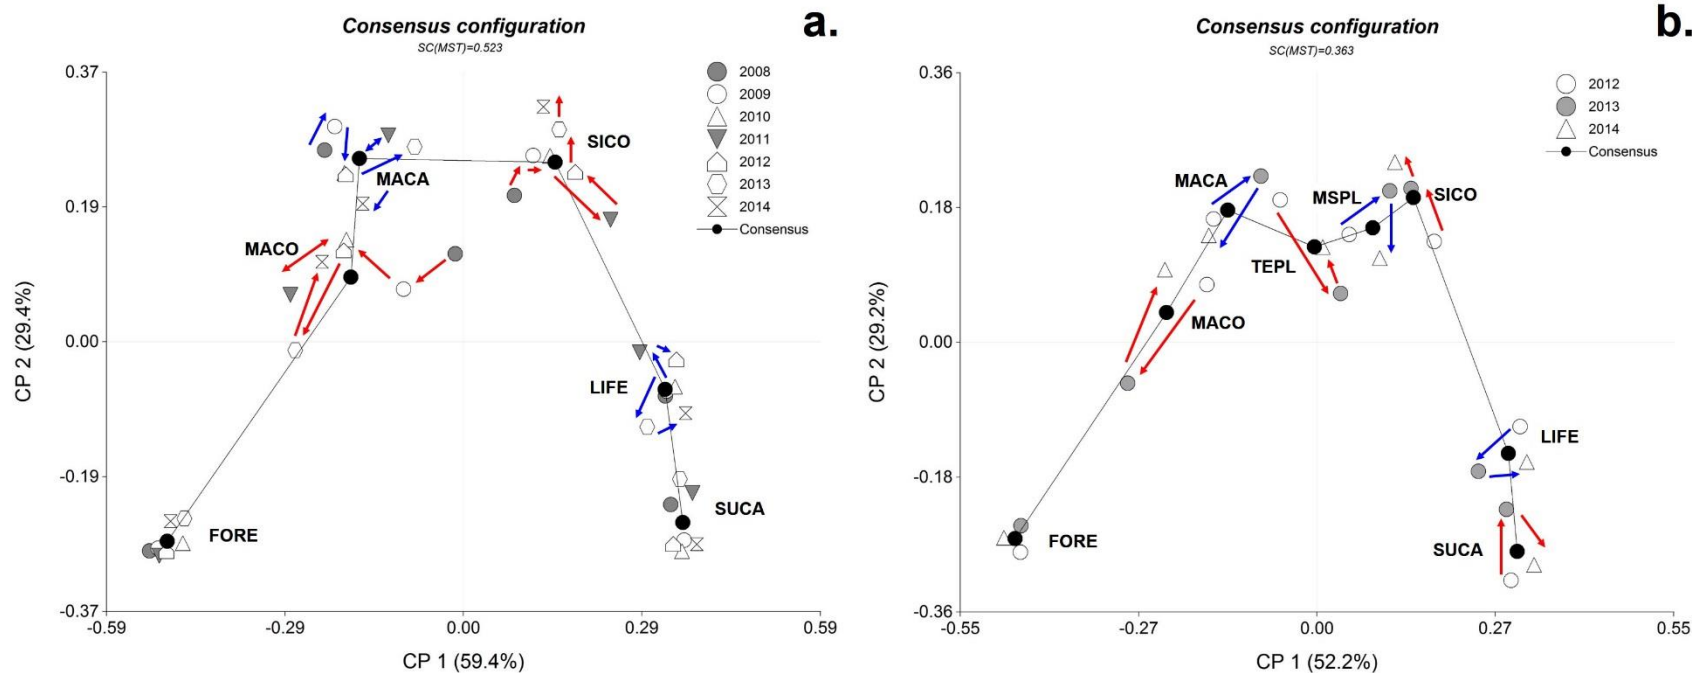 Consensus configuration
a.
SC(MST)=0.523
0.37
0.19
0.00
-0.19
-0.37
CP 2 (29.4%)
-0.59
-0.29
0.00
0.29
0.59
CP 1 (59.4%)
2008
2009
2010
2011
2012
2013
2014
Consensus
SICO
MACA
MACO
LIFE
SUCA
FORE
Consensus configuration
b.
SC(MST)=0.363
0.36
0.18
0.00
-0.18
-0.36
CP 2 (29.2%)
-0.55
-0.27
0.00
0.27
0.55
CP 1 (52.2%)
2012
2013
2014
Consensus
MACA
MSPL
SICO
TEPL
MACO
LIFE
SUCA
FORE